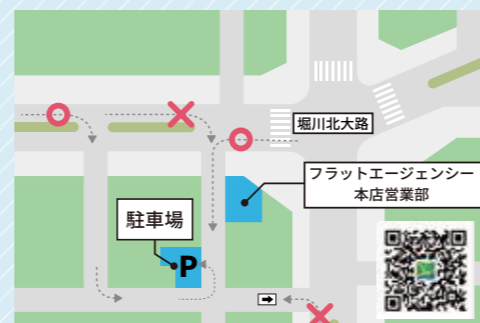 堀川北大路
フラットエージェンシー
本店営業部
駐車場
P